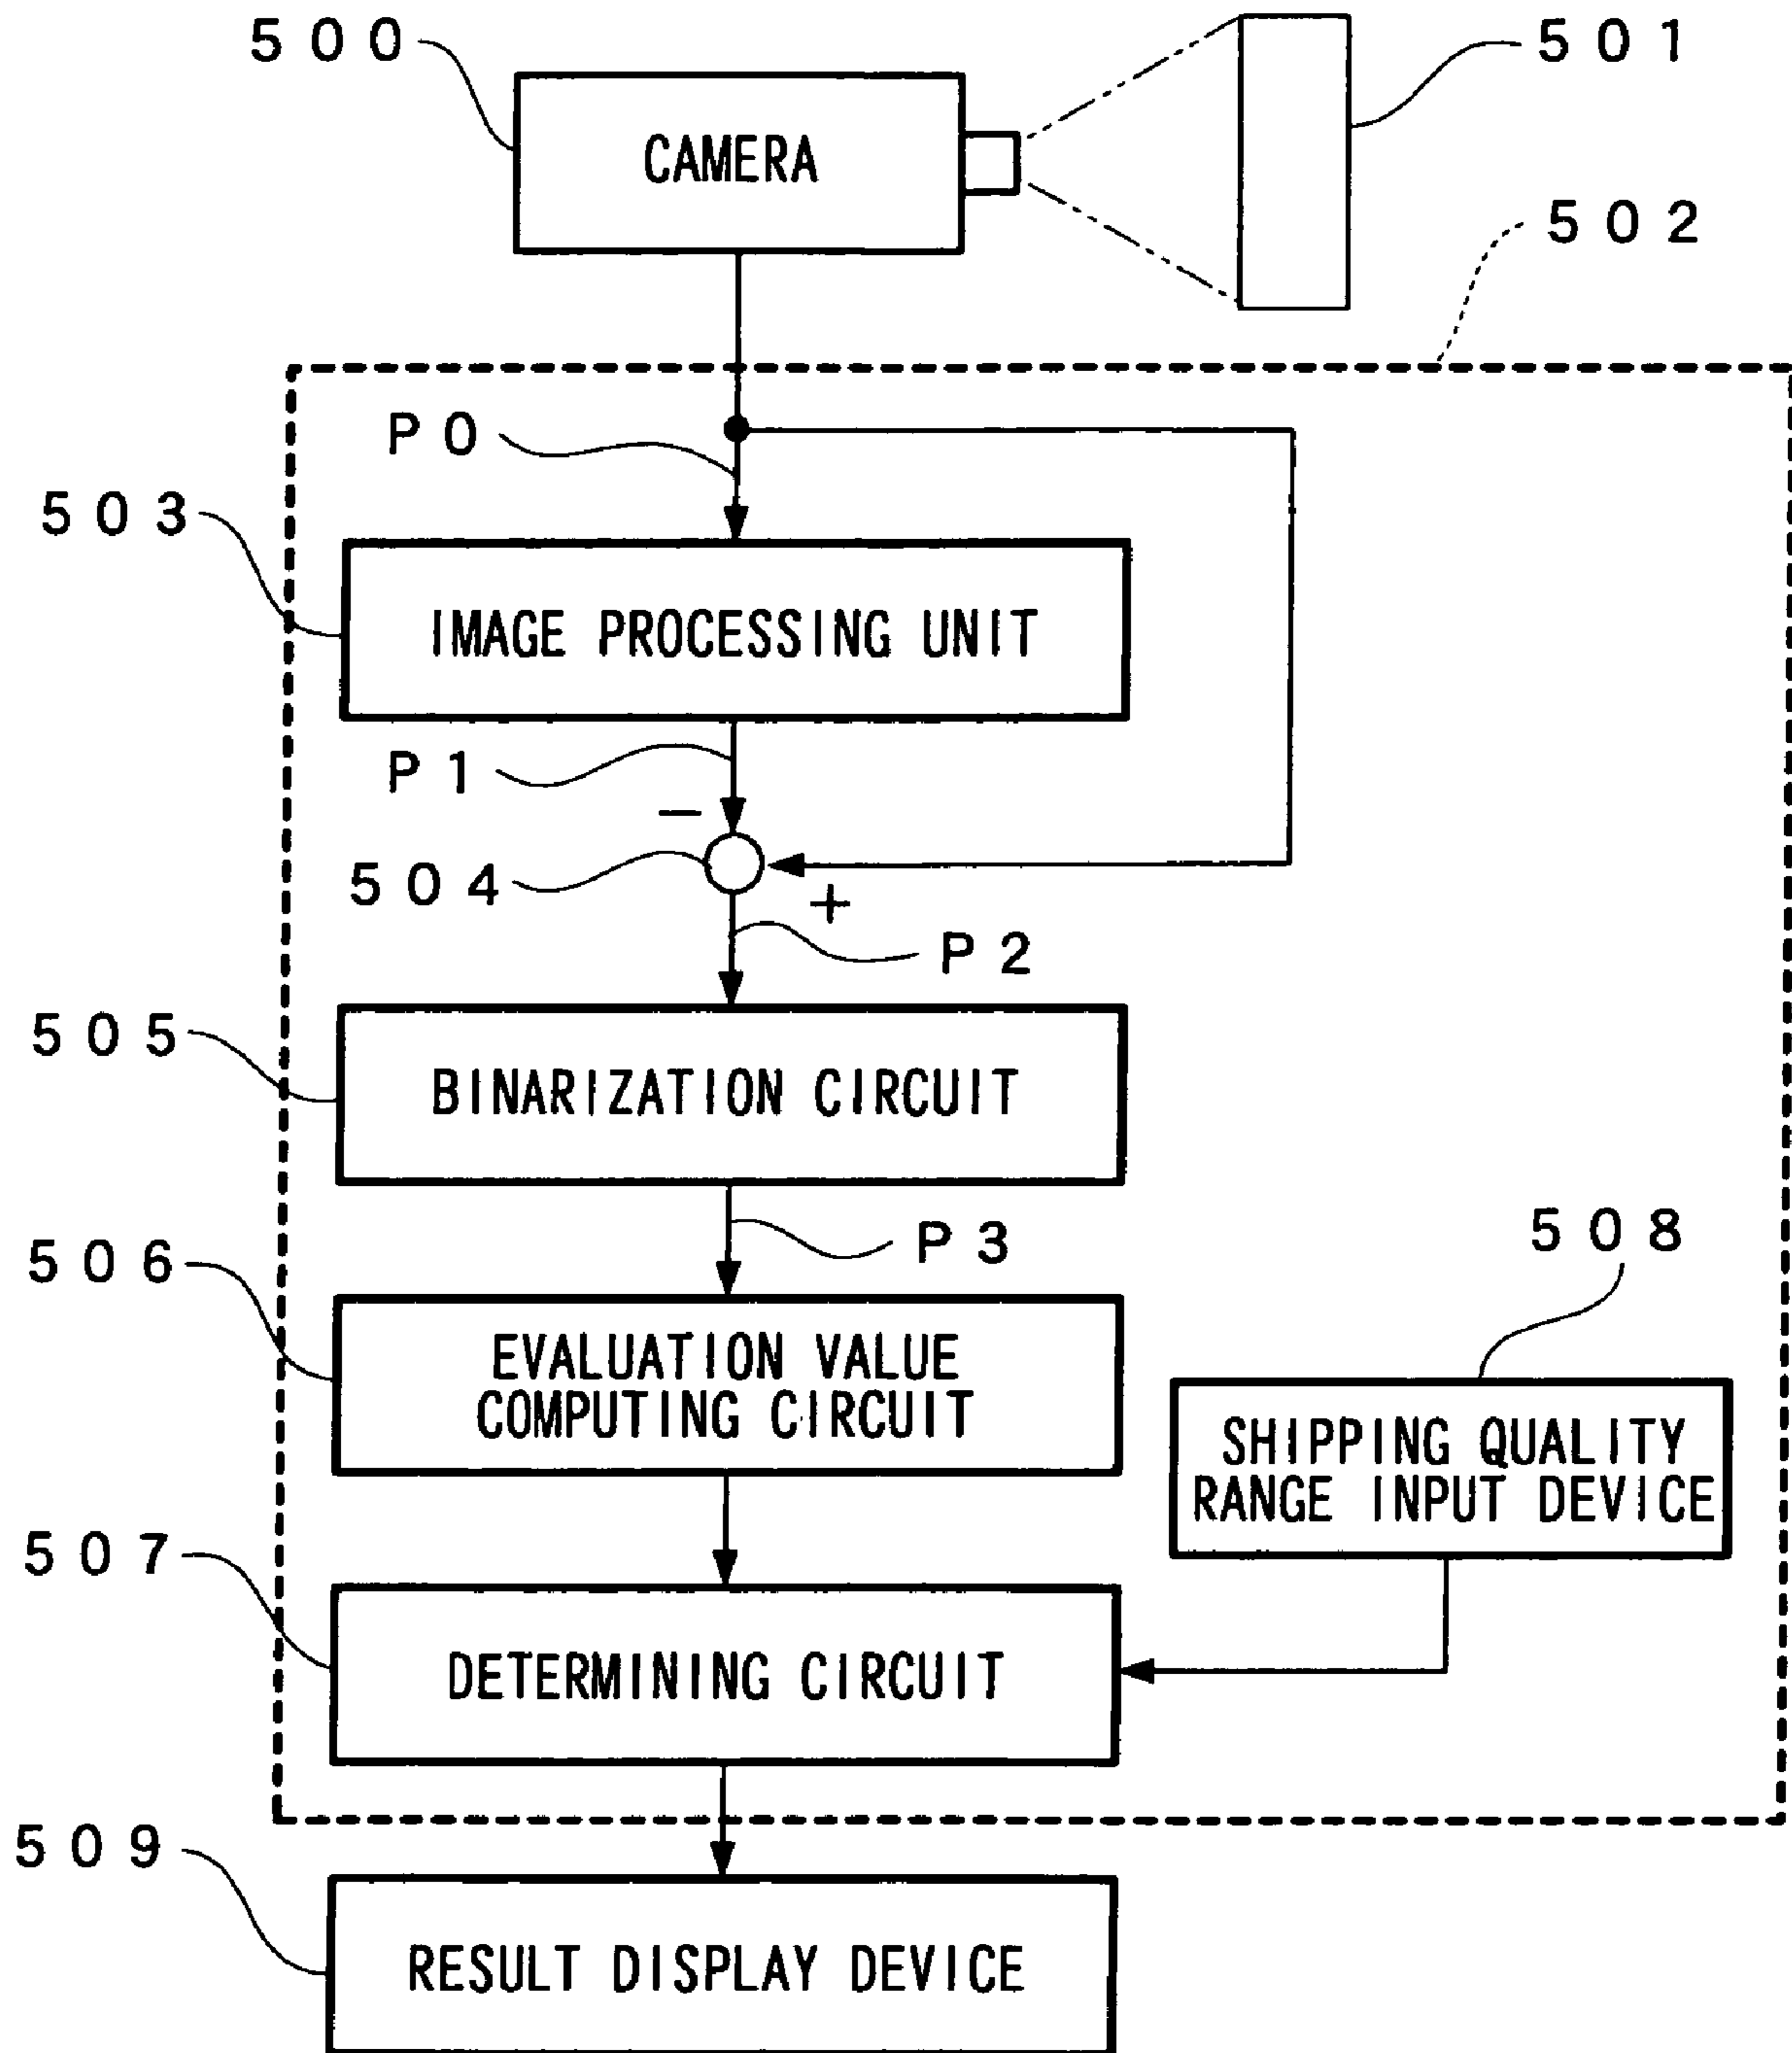 500
CAMERA
501
502
P0
503
IMAGE PROCESSING UNIT
P1
−
504
+
P2
505
BINARIZATION CIRCUIT
P3
508
506
EVALUATION VALUE
COMPUTING CIRCUIT
SHIPPING QUALITY
RANGE INPUT DEVICE
507
DETERMINING CIRCUIT
509
RESULT DISPLAY DEVICE